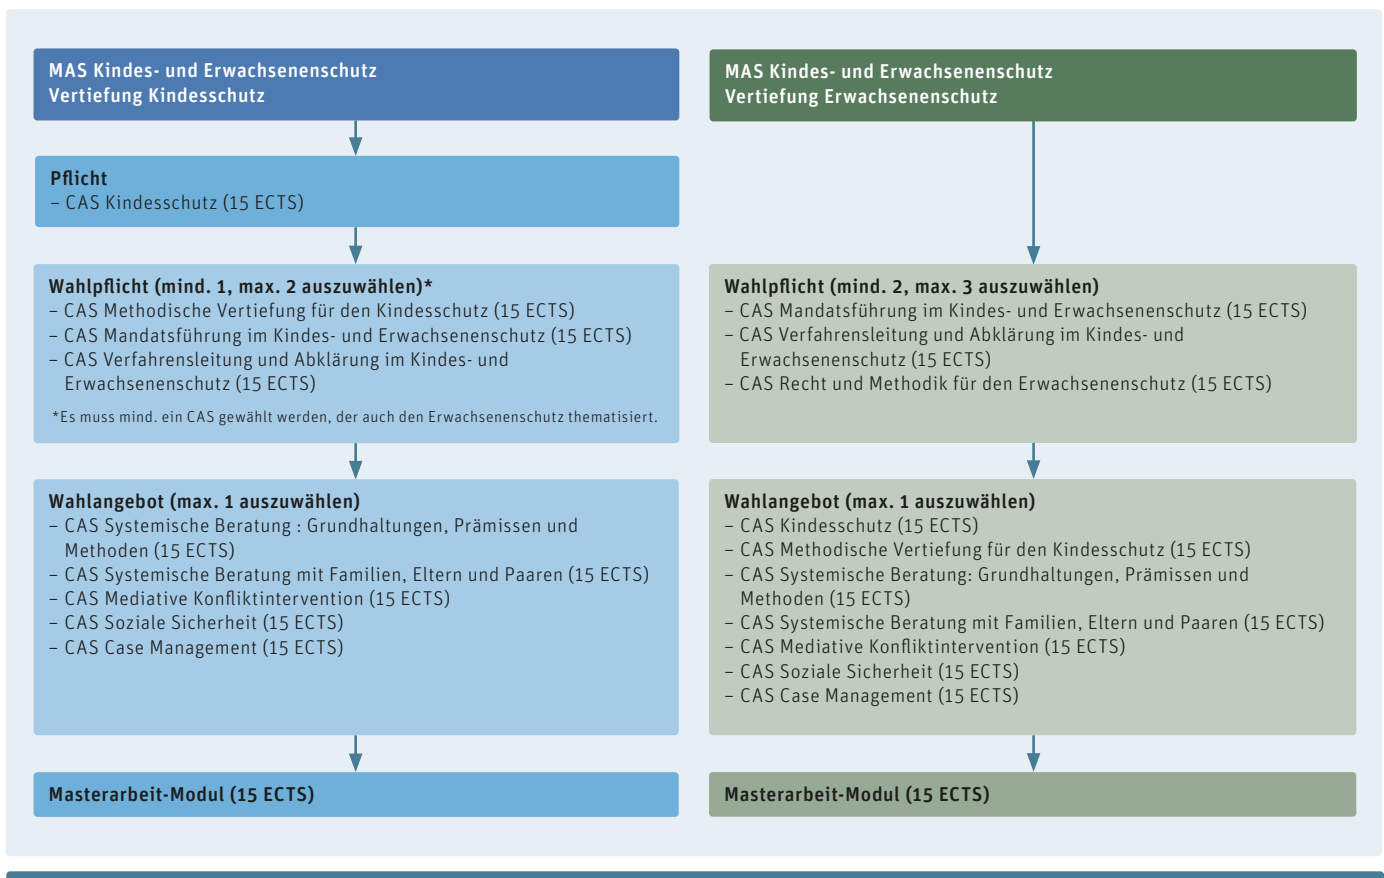 MAS Kindes- und Erwachsenenschutz
Vertiefung Kindesschutz
Pflicht
– CAS Kindesschutz (15 ECTS)
Wahlpflicht (mind. 1, max. 2 auszuwählen)*
– CAS Methodische Vertiefung für den Kindesschutz (15 ECTS)
– CAS Mandatsführung im Kindes- und Erwachsenenschutz (15 ECTS)
– CAS Verfahrensleitung und Abklärung im Kindes- und
Erwachsenenschutz (15 ECTS)
*Es muss mind. ein CAS gewählt werden, der auch den Erwachsenenschutz thematisiert.
Wahlangebot (max. 1 auszuwählen)
– CAS Systemische Beratung : Grundhaltungen, Prämissen und
Methoden (15 ECTS)
– CAS Systemische Beratung mit Familien, Eltern und Paaren (15 ECTS)
– CAS Mediative Konfliktintervention (15 ECTS)
– CAS Soziale Sicherheit (15 ECTS)
– CAS Case Management (15 ECTS)
Masterarbeit-Modul (15 ECTS)
MAS Kindes- und Erwachsenenschutz
Vertiefung Erwachsenenschutz
Wahlpflicht (mind. 2, max. 3 auszuwählen)
– CAS Mandatsführung im Kindes- und Erwachsenenschutz (15 ECTS)
– CAS Verfahrensleitung und Abklärung im Kindes- und
Erwachsenenschutz (15 ECTS)
– CAS Recht und Methodik für den Erwachsenenschutz (15 ECTS)
Wahlangebot (max. 1 auszuwählen)
– CAS Kindesschutz (15 ECTS)
– CAS Methodische Vertiefung für den Kindesschutz (15 ECTS)
– CAS Systemische Beratung: Grundhaltungen, Prämissen und
Methoden (15 ECTS)
– CAS Systemische Beratung mit Familien, Eltern und Paaren (15 ECTS)
– CAS Mediative Konfliktintervention (15 ECTS)
– CAS Soziale Sicherheit (15 ECTS)
– CAS Case Management (15 ECTS)
Masterarbeit-Modul (15 ECTS)